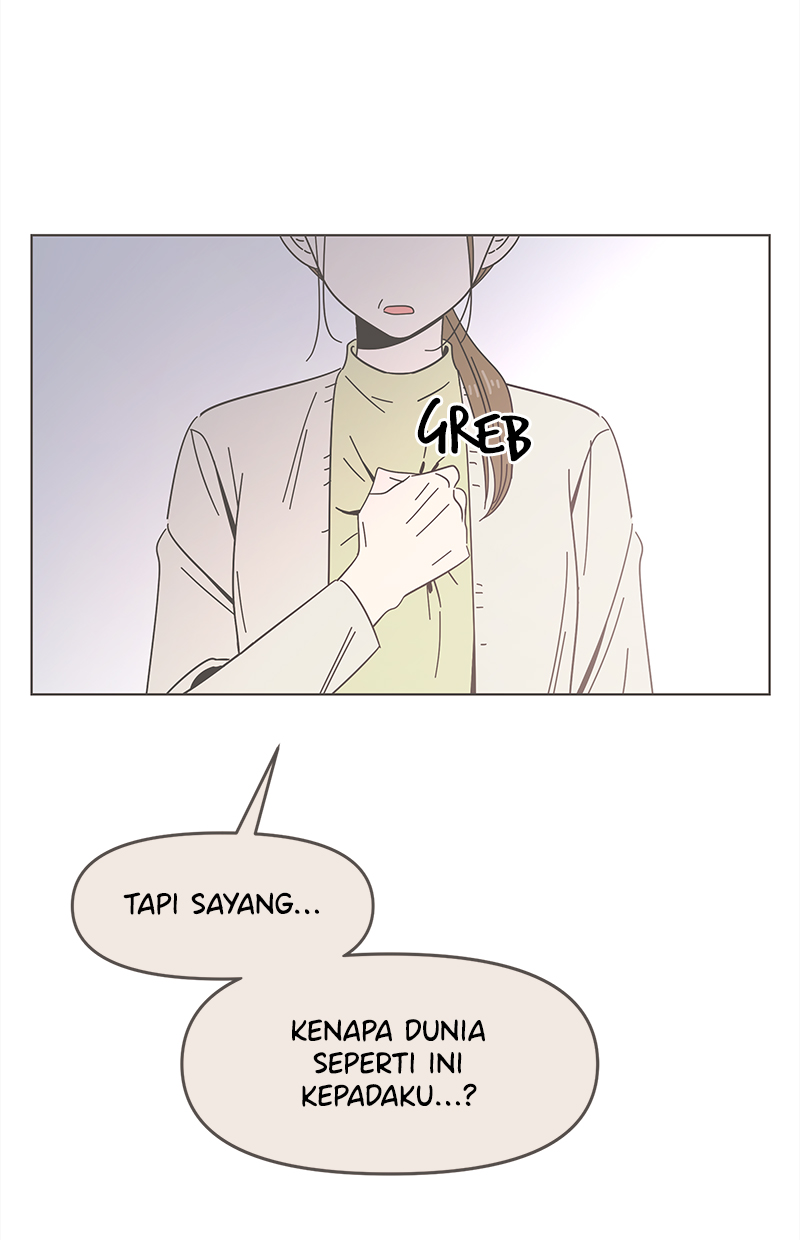 GREB
TAPI SAYANG...
KENAPA DUNIA
SEPERTI INI
KEPADAKU...?